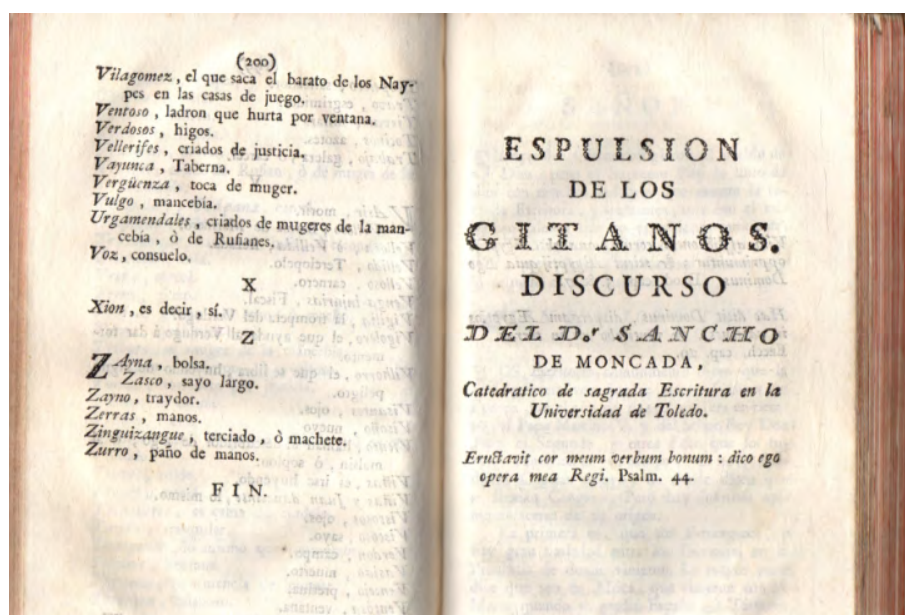 (200)
Vilagomez, el que saca el barato de los Nay-
pes en las casas de juego.
Ventoso, ladron que hurta por ventana.
Verdosos, higos.
Vellerifes, criados de justicia.
Vayunca, Taberna.
Vergüenza, toca de muger.
Vulgo, mancebia.
Urgamendales, criados de mugeres de la man-
cebia, ò de Rufianes.
Voz, consuelo.
X
Xion, es decir, sí.
Z
ZAyna, bolsa.
Zasco, sayo largo.
Zayno, traydor.
Zerras, manos.
Zinguizangue, terciado, ò machete.
Zurro, paño de manos.
FIN.
ESPULSION
DE LOS
GITANOS.
DISCURSO
DEL D.r SANCHO
DE MONCADA,
Catedratico de sagrada Escritura en la
Universidad de Toledo.
Eructavit cor meum verbum bonum: dico ego
opera mea Regi. Psalm. 44.